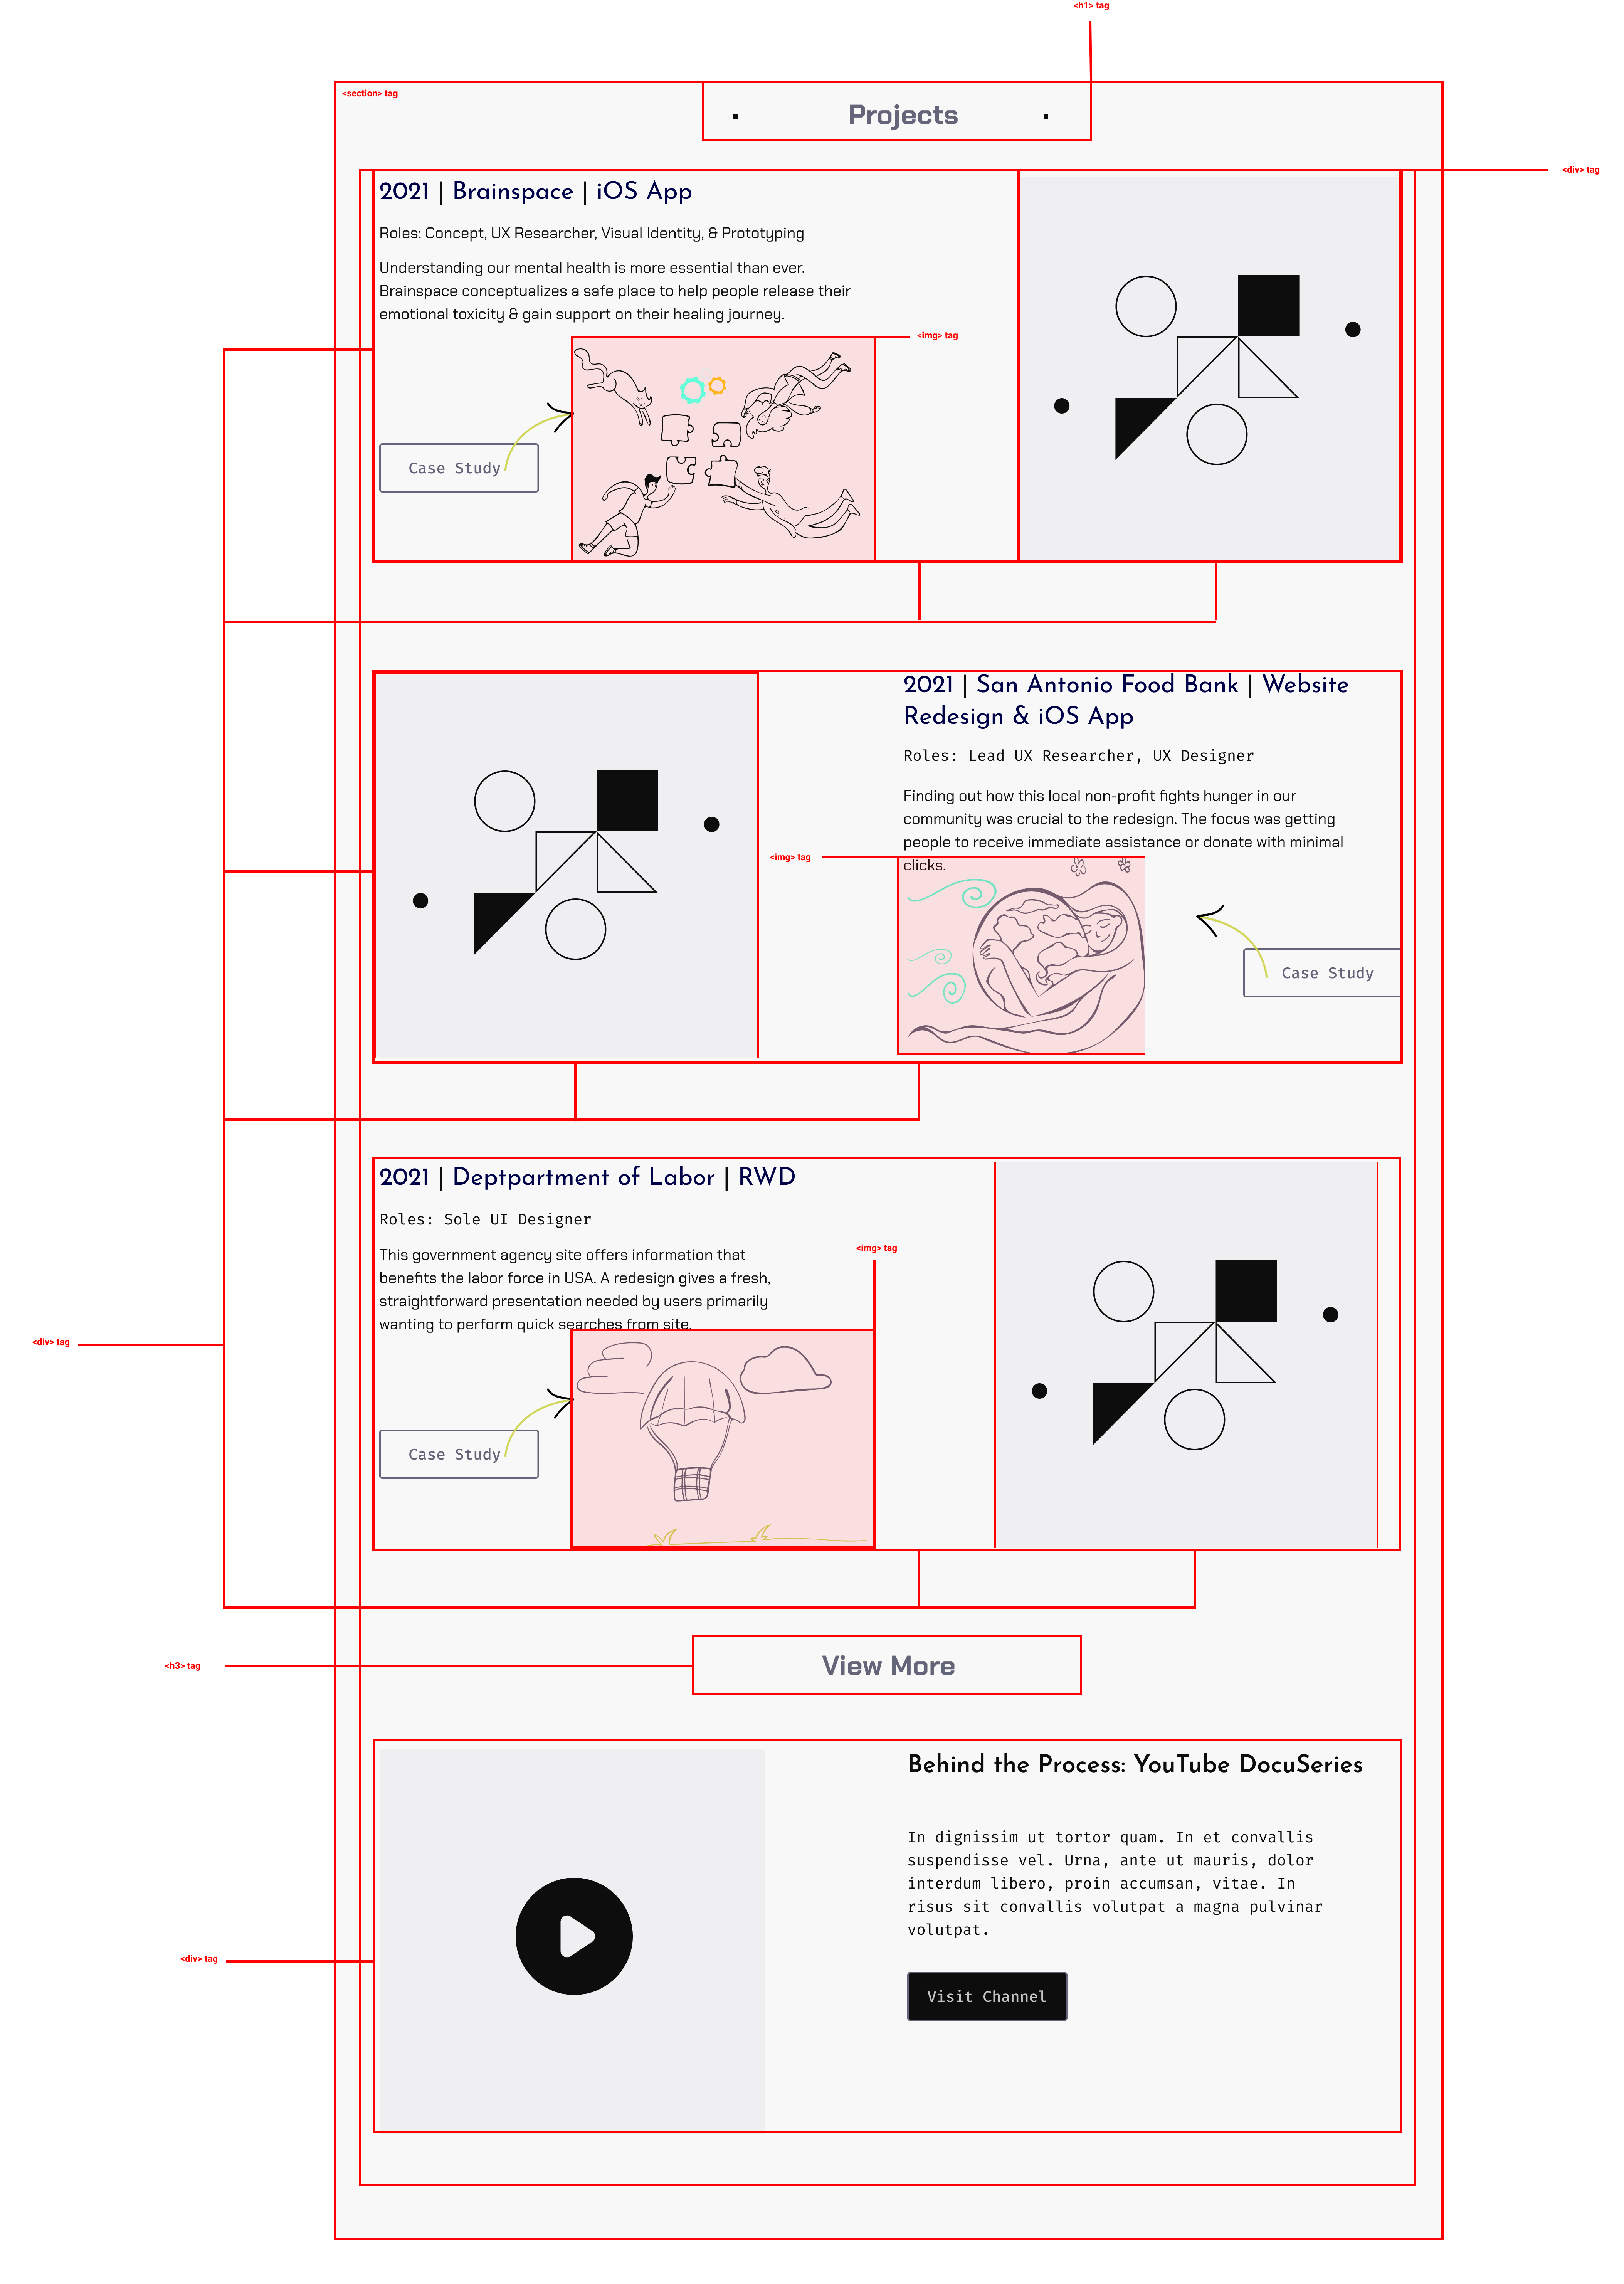 <h1> tag
<section> tag
Projects
<div> tag
2021 | Brainspace | iOS App
Roles: Concept, UX Researcher, Visual Identity, & Prototyping
Understanding our mental health is more essential than ever.
Brainspace conceptualizes a safe place to help people release their
emotional toxicity & gain support on their healing journey.
<img> tag
Case Study
2021 | San Antonio Food Bank | Website
Redesign & iOS App
Roles: Lead UX Researcher, UX Designer
Finding out how this local non-profit fights hunger in our
community was crucial to the redesign. The focus was getting
people to receive immediate assistance or donate with minimal
clicks.
<img> tag
Case Study
2021 | Deptpartment of Labor | RWD
Roles: Sole UI Designer
This government agency site offers information that
benefits the labor force in USA. A redesign gives a fresh,
straightforward presentation needed by users primarily
wanting to perform quick searches from site.
<img> tag
<div> tag
Case Study
<h3> tag
View More
Behind the Process: YouTube DocuSeries
In dignissim ut tortor quam. In et convallis
suspendisse vel. Urna, ante ut mauris, dolor
interdum libero, proin accumsan, vitae. In
risus sit convallis volutpat a magna pulvinar
volutpat.
<div> tag
Visit Channel